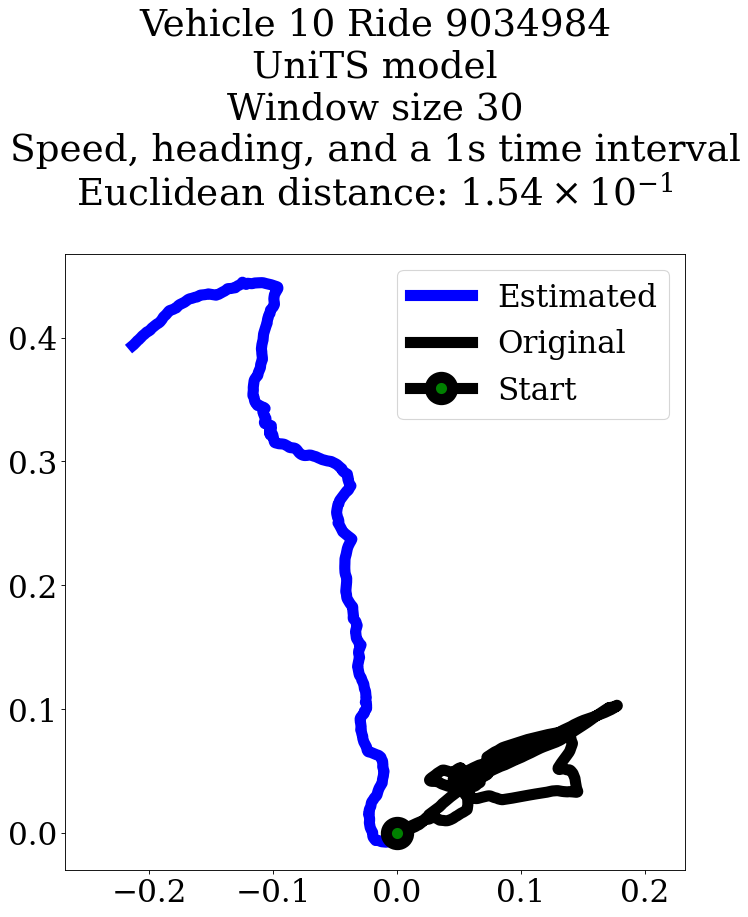 Vehicle 10 Ride 9034984
UniTS model
Window size 30
Speed, heading, and a 1s time interval
Euclidean distance: 1.54 × 10⁻¹
Estimated
Original
Start
0.4
0.3
0.2
0.1
0.0
−0.2 −0.1 0.0 0.1 0.2